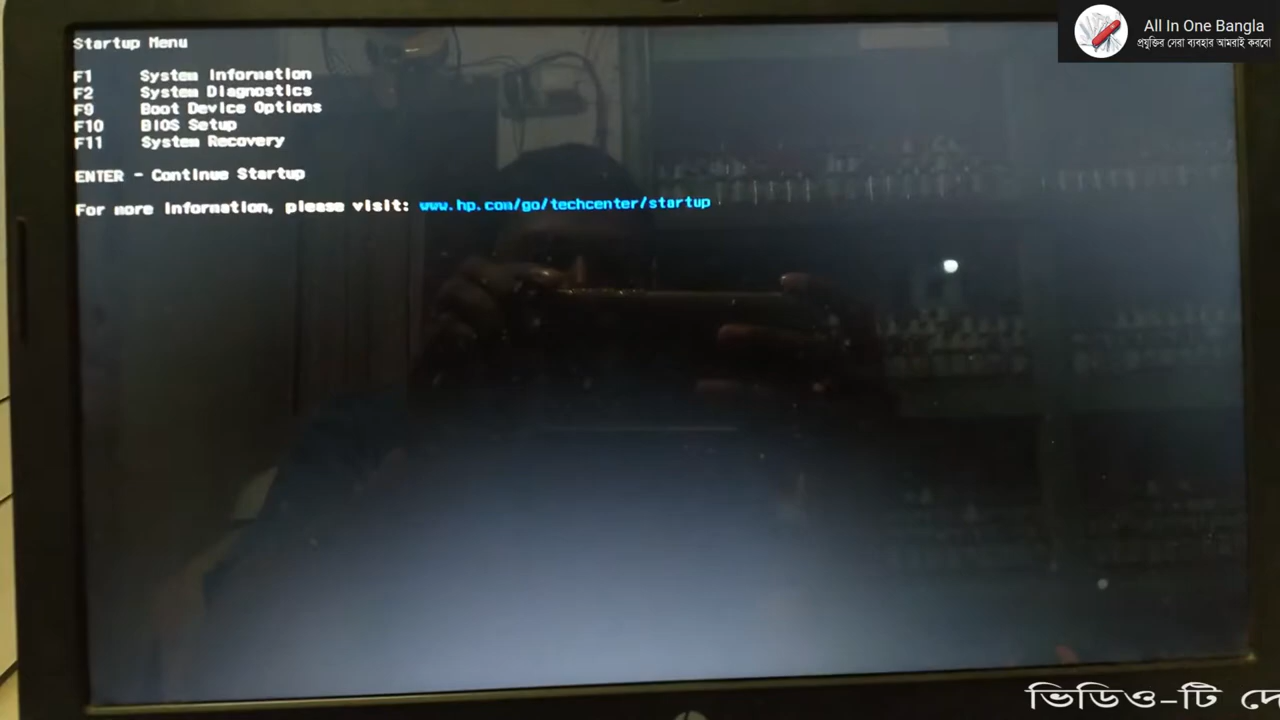 All In One Bangla
প্রযুক্তির সেরা ব্যবহার আমরাই করবো
Startup Menu
F1 System Information
F2 System Diagnostics
F9 Boot Device Options
F10 BIOS Setup
F11 System Recovery
ENTER - Continue Startup
For more information, please visit: www.hp.com/go/techcenter/startup
ভিডিও-টি